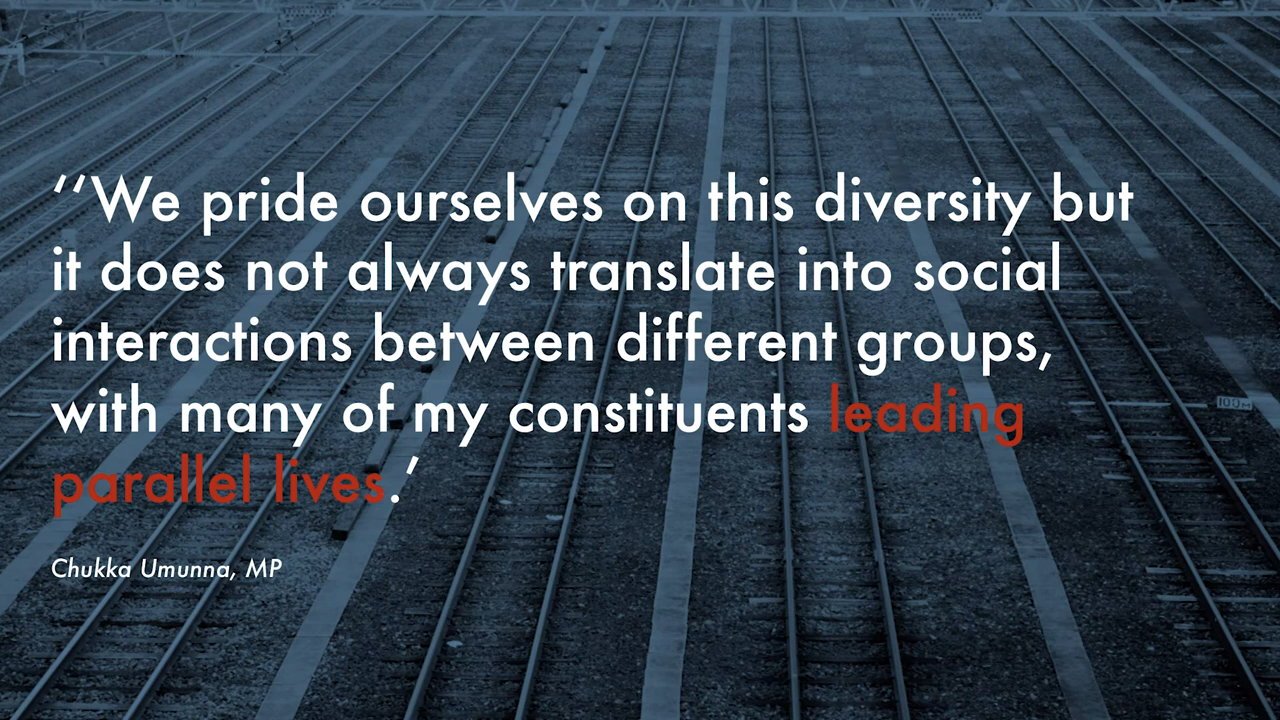 ‘‘We pride ourselves on this diversity but
it does not always translate into social
interactions between different groups,
with many of my constituents leading
parallel lives.’
Chukka Umunna, MP
100M